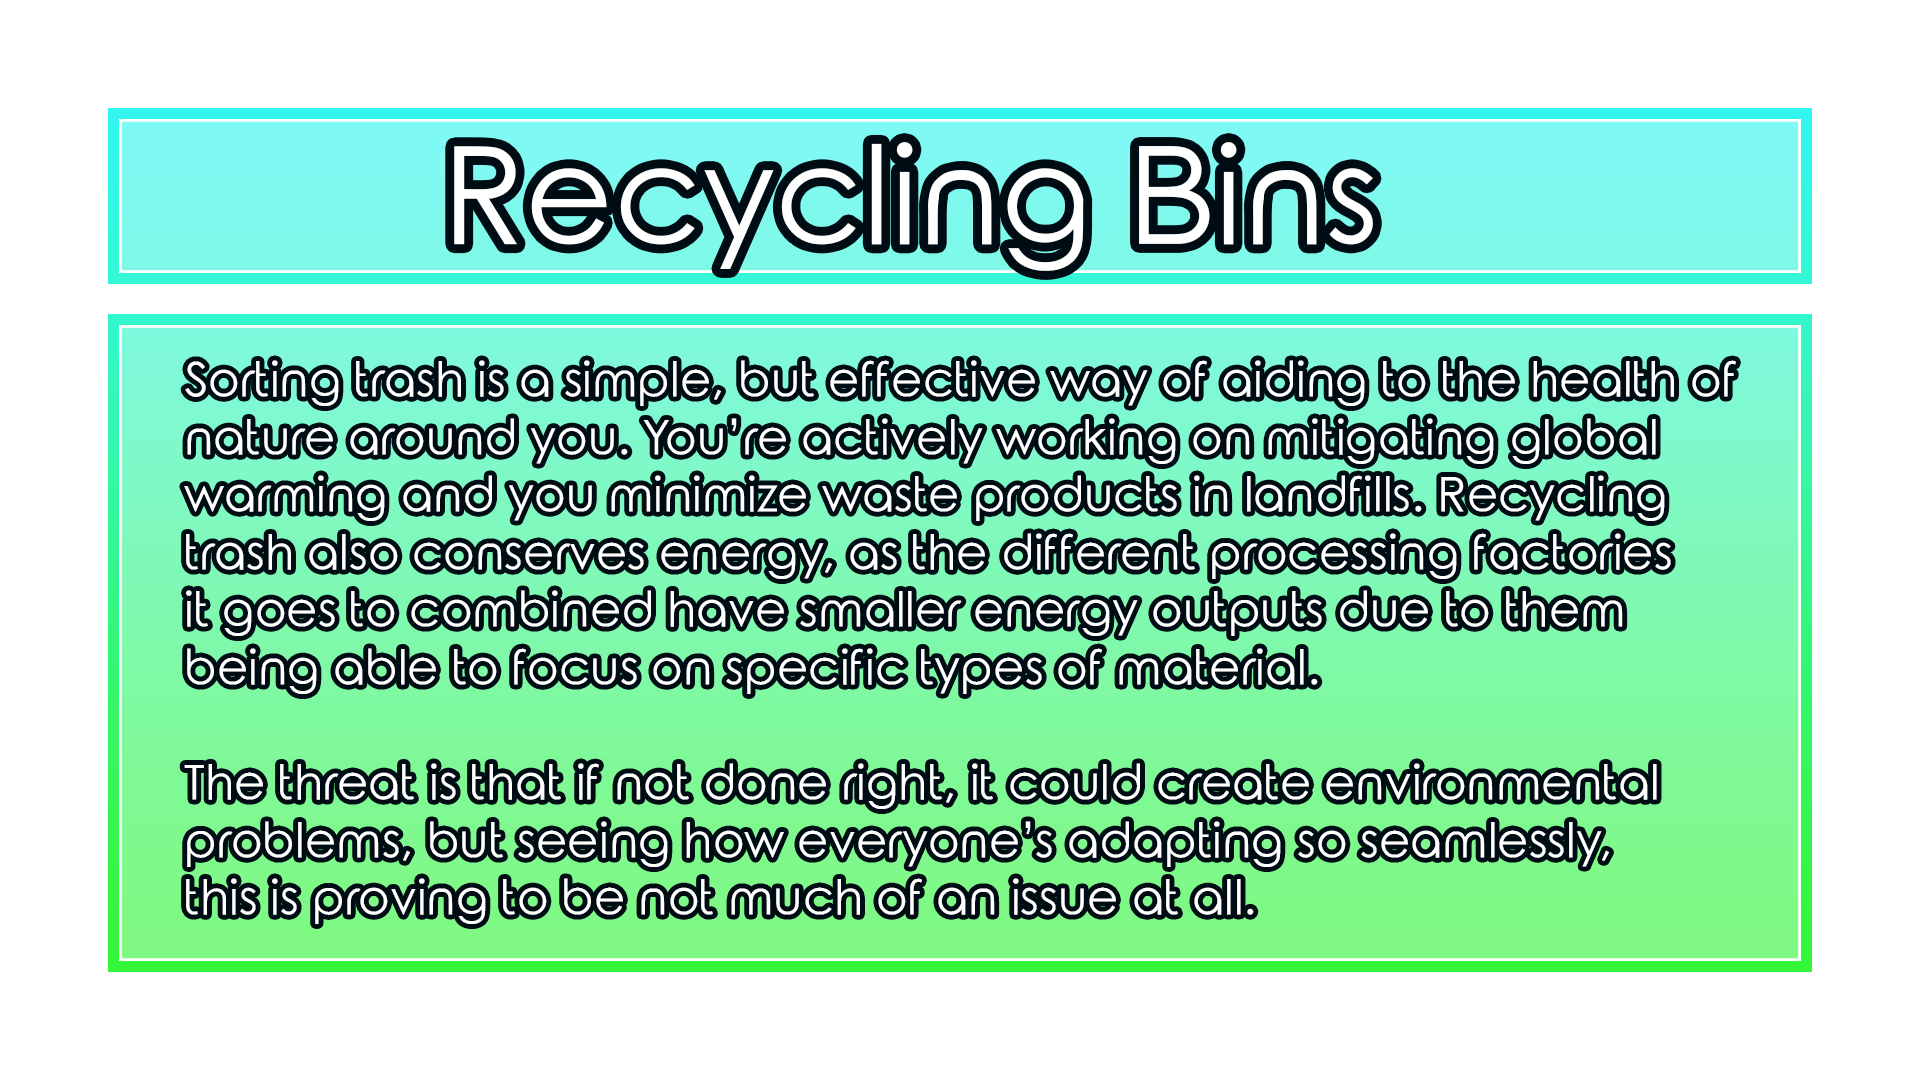 Recycling Bins
Sorting trash is a simple, but effective way of aiding to the health of
nature around you. You’re actively working on mitigating global
warming and you minimize waste products in landfills. Recycling
trash also conserves energy, as the different processing factories
it goes to combined have smaller energy outputs due to them
being able to focus on specific types of material.
The threat is that if not done right, it could create environmental
problems, but seeing how everyone’s adapting so seamlessly,
this is proving to be not much of an issue at all.